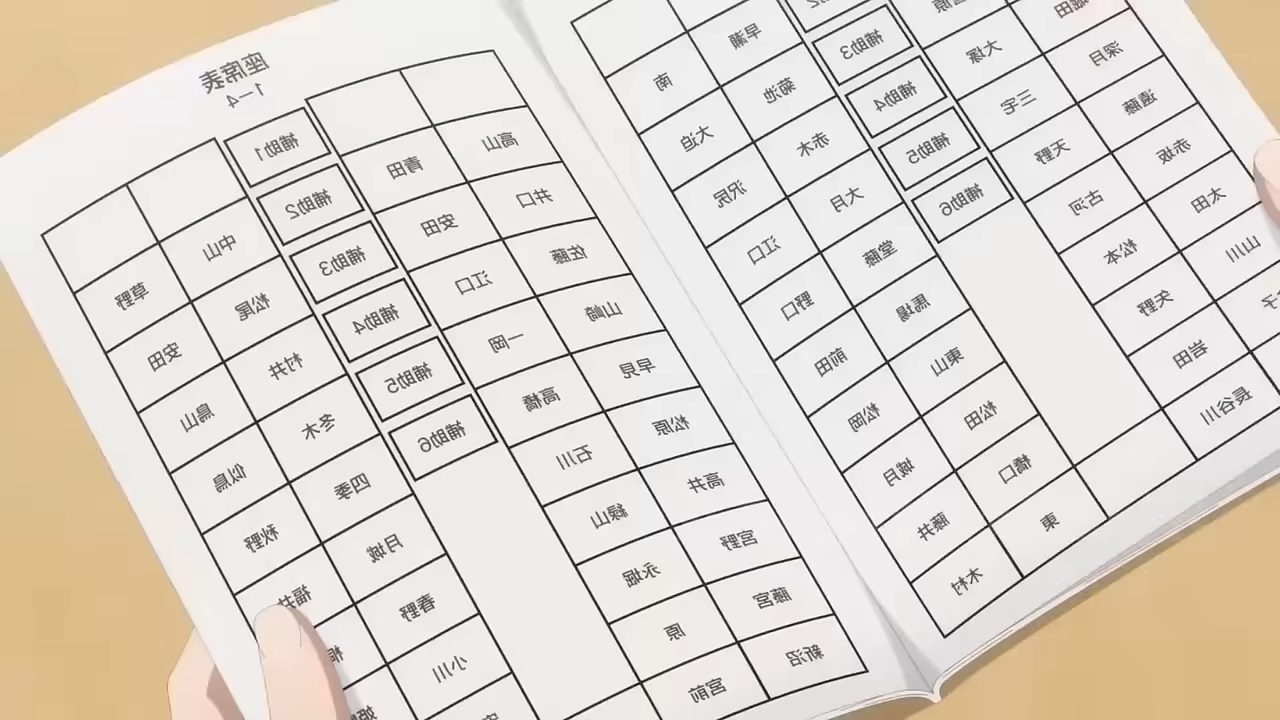 座席表
1-4
草野
安田
鳥山
似鳥
秋野
福井
中山
松尾
村井
冬木
四季
月城
春野
小川
補助1
補助2
補助3
補助4
補助5
補助6
青田
安田
江口
一岡
高橋
石川
緑山
永堀
原
宮前
高山
井口
佐藤
山崎
早見
松原
高井
宮野
藤宮
新沼
南
大迫
沢尻
江口
野口
前田
松岡
城月
藤井
木村
早瀬
菊池
赤木
大月
堂藤
馬場
東山
松田
橋口
東
補助3
補助4
補助5
補助6
大塚
三宅
天野
古河
松本
矢野
岩田
長谷川
堀田
深月
遠藤
赤坂
太田
山川